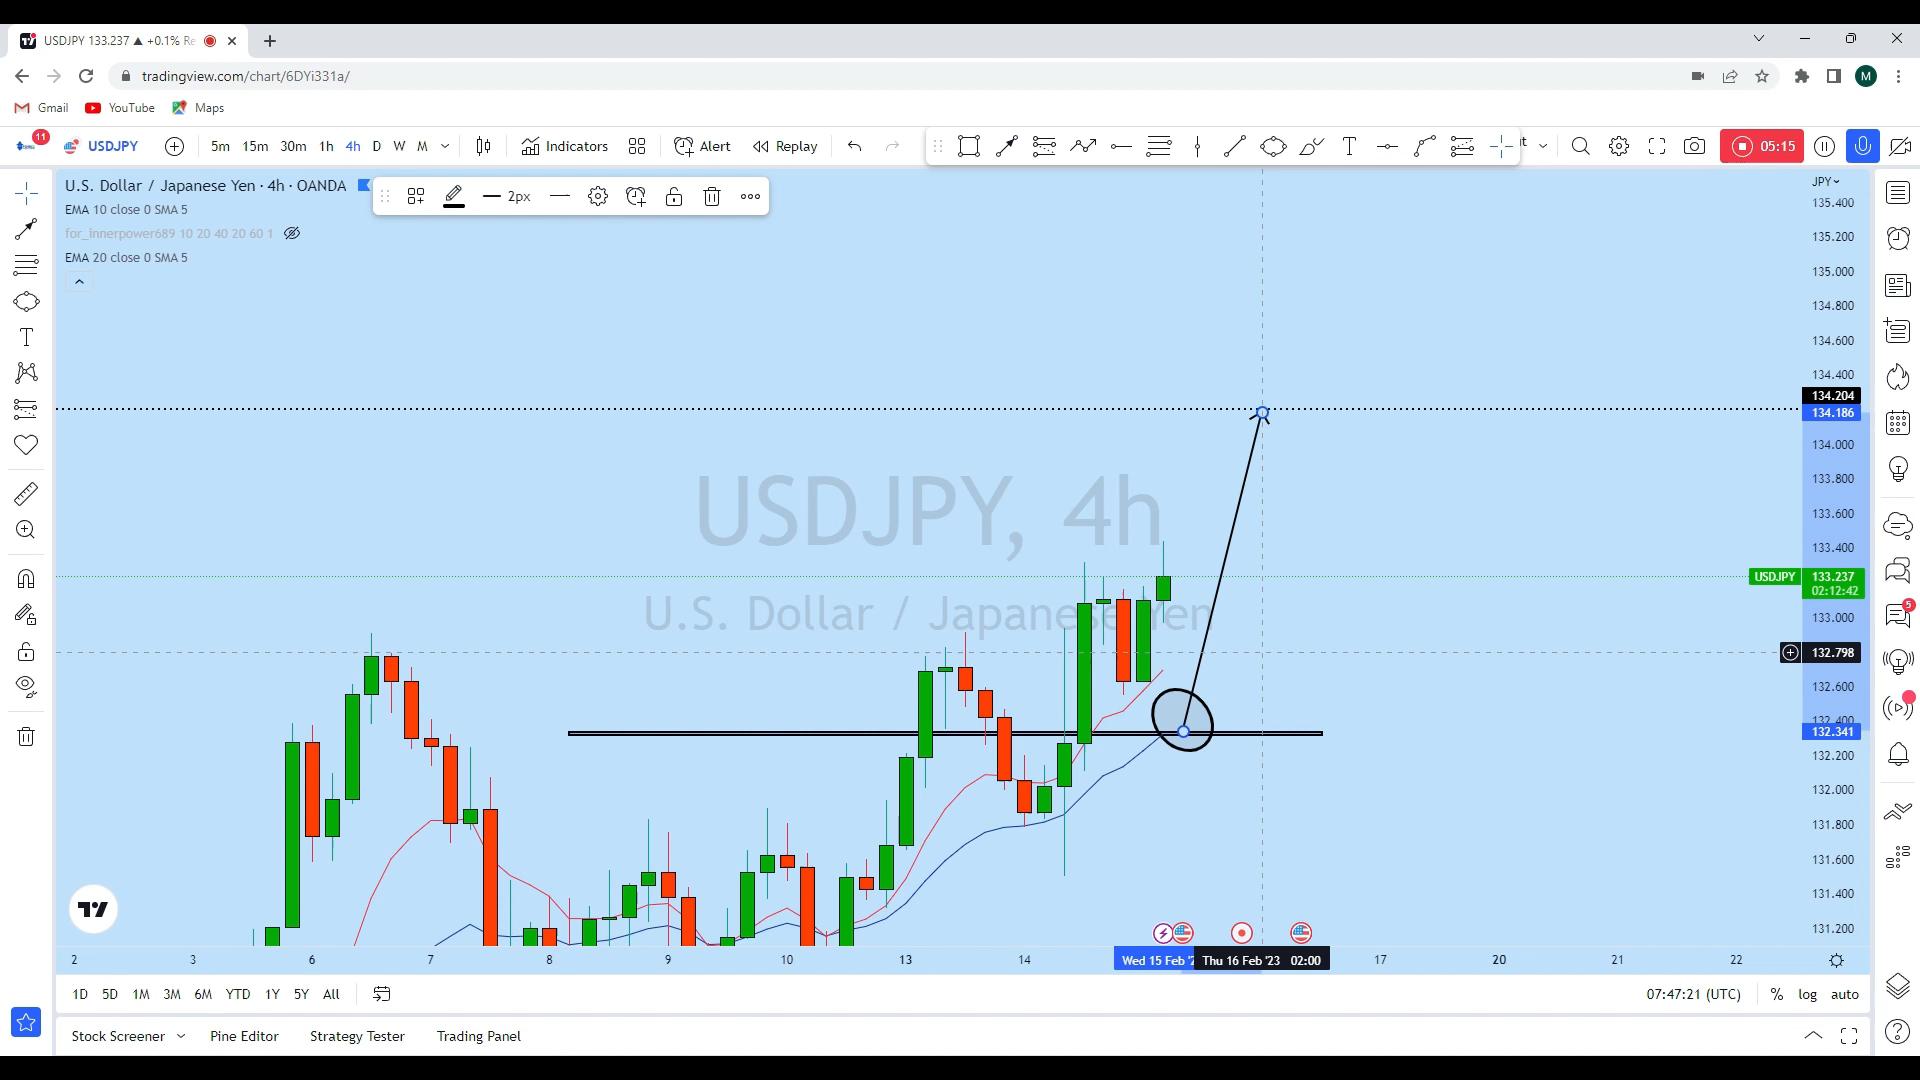 USDJPY 133.237 ▲ +0.1% Re
tradingview.com/chart/6DYi331a/
M
Gmail YouTube Maps
11
USDJPY 5m 15m 30m 1h 4h D W M Indicators Alert Replay
05:15
U.S. Dollar / Japanese Yen · 4h · OANDA
2px
EMA 10 close 0 SMA 5
for_innerpower689 10 20 40 20 60 1
EMA 20 close 0 SMA 5
JPY
135.400
135.200
135.000
134.800
134.600
134.400
134.204
134.186
134.000
133.800
133.600
133.400
USDJPY 133.237
02:12:42
133.000
132.798
132.600
132.400
132.341
132.200
132.000
131.800
131.600
131.400
131.200
USDJPY, 4h
U.S. Dollar / Japanese Yen
5
2 3 6 7 8 9 10 13 14 Wed 15 Feb '2 Thu 16 Feb '23 02:00 17 20 21 22
1D 5D 1M 3M 6M YTD 1Y 5Y All
07:47:21 (UTC) % log auto
Stock Screener Pine Editor Strategy Tester Trading Panel